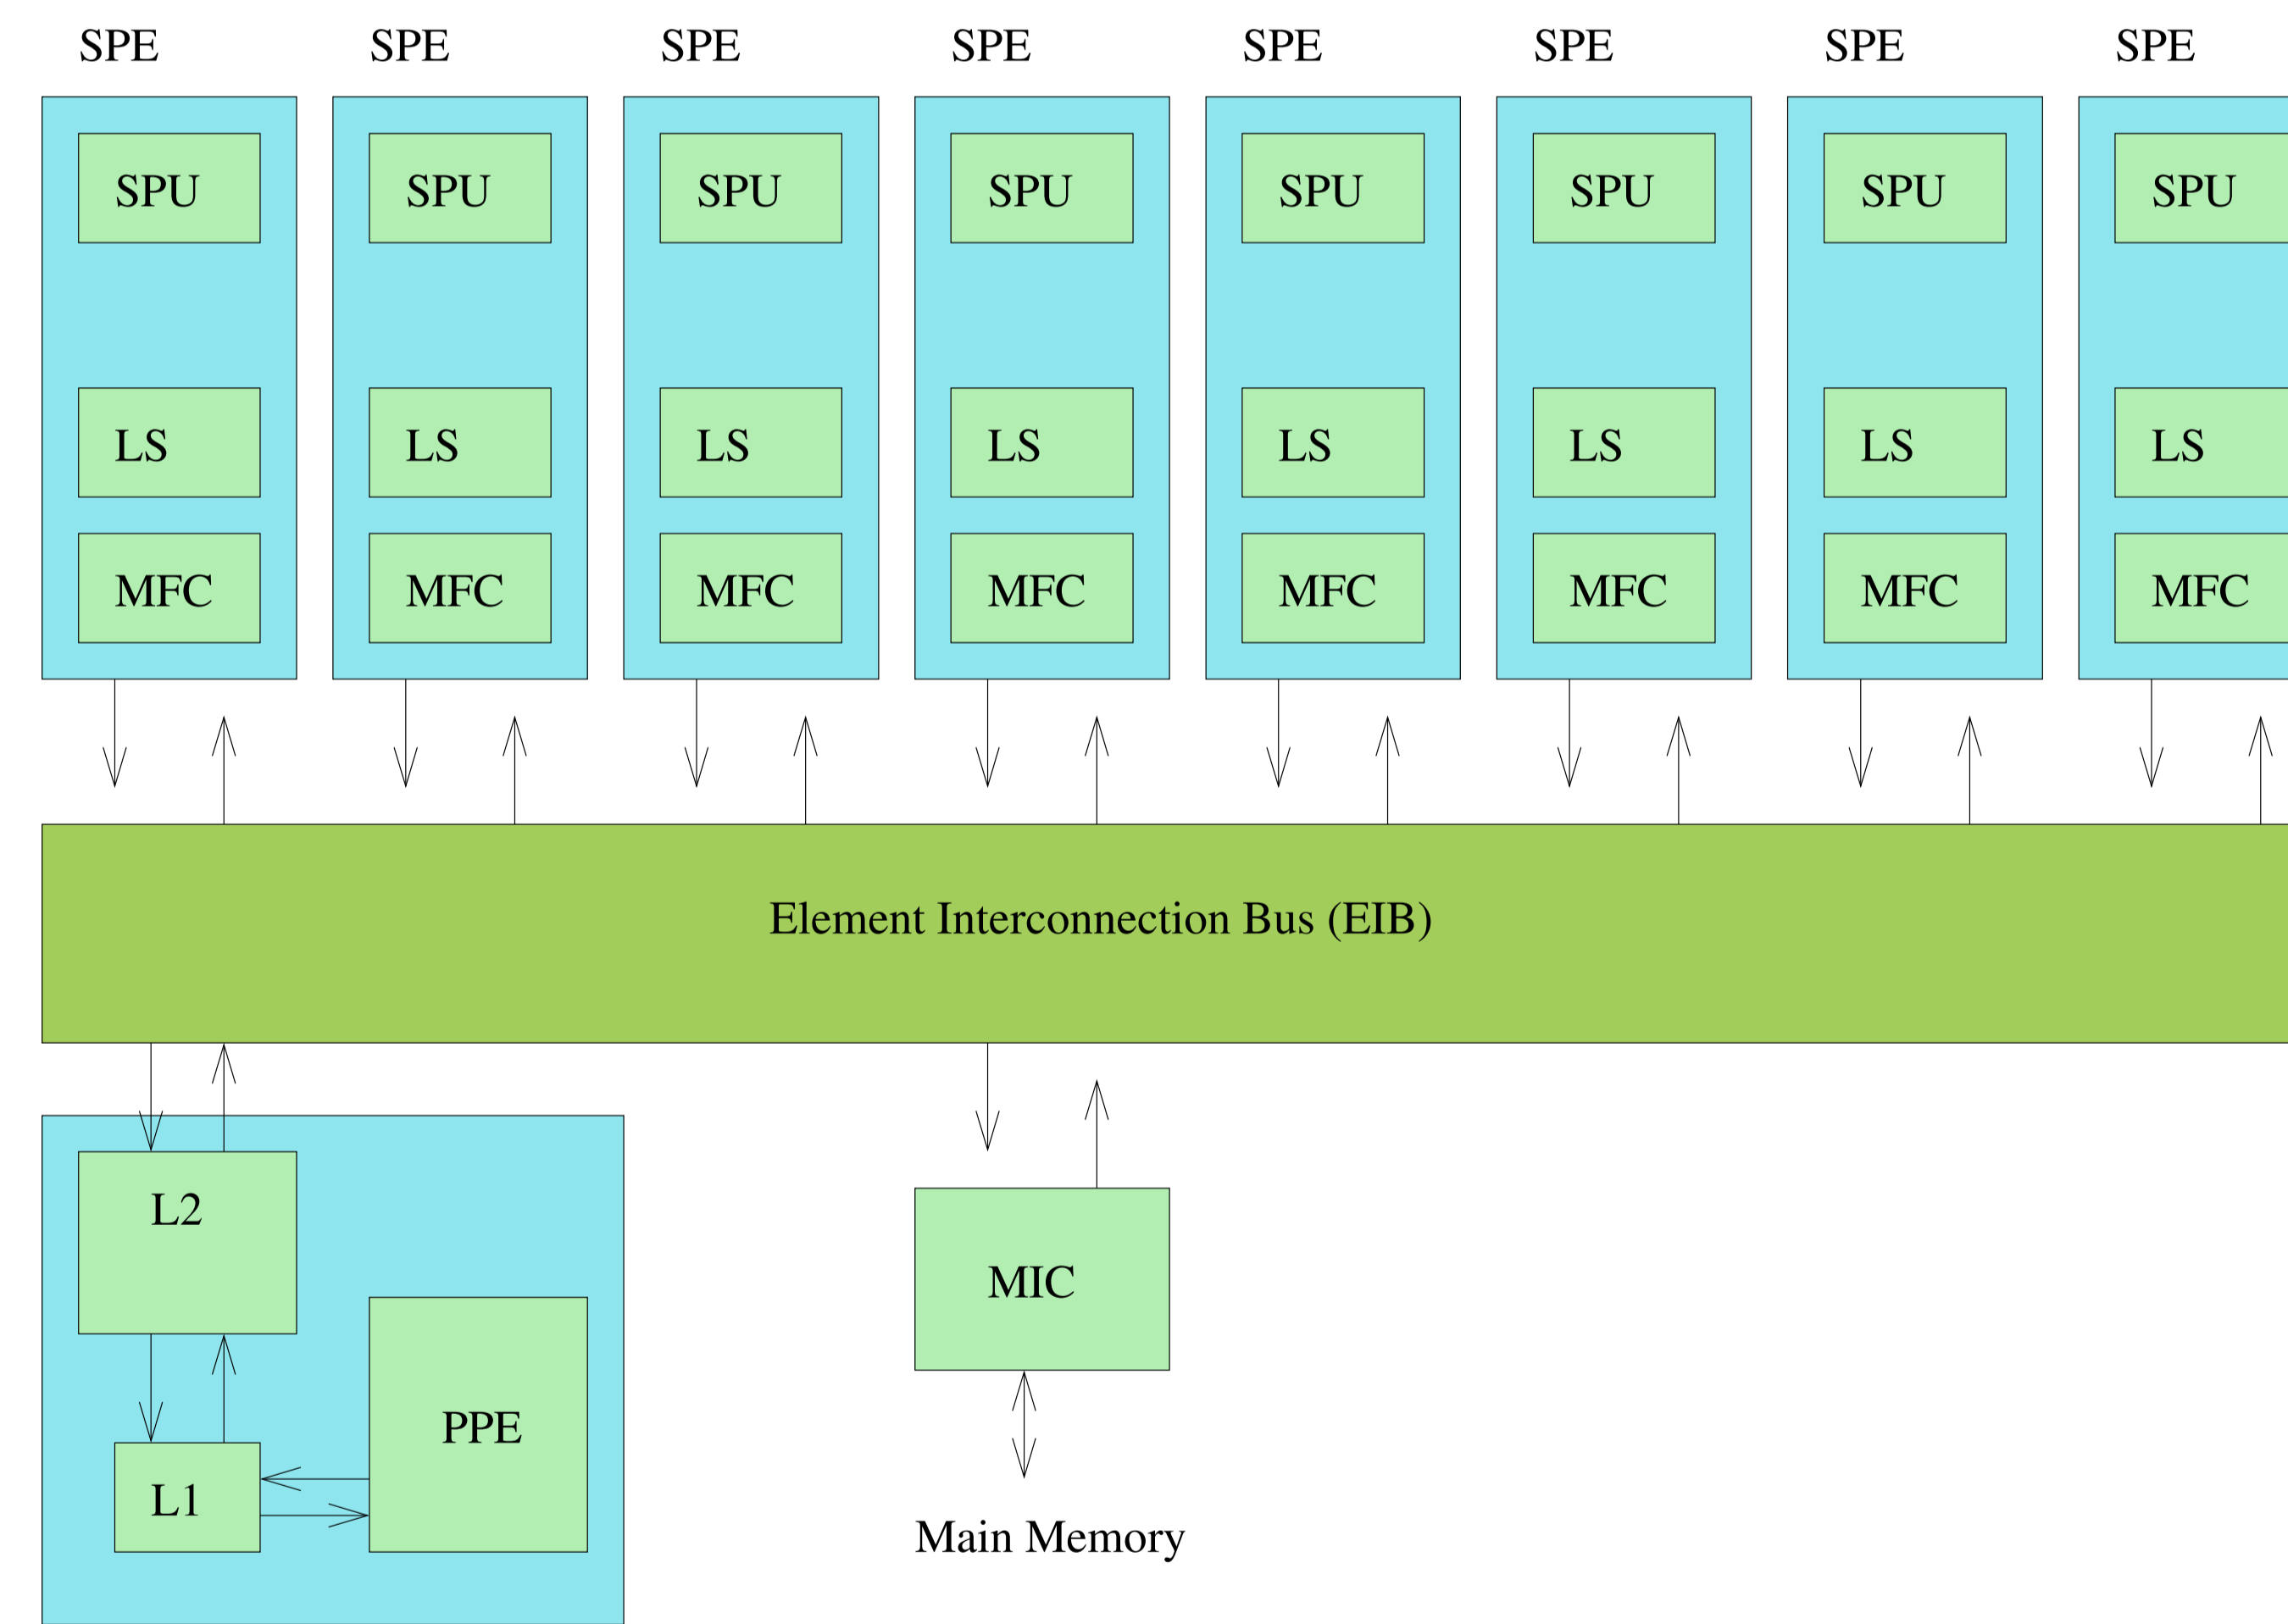 SPE SPE SPE SPE SPE SPE SPE SPE
SPU SPU SPU SPU SPU SPU SPU SPU
LS LS LS LS LS LS LS LS
MFC MFC MFC MFC MFC MFC MFC MFC
Element Interconnection Bus (EIB)
L2
MIC
PPE
L1
Main Memory